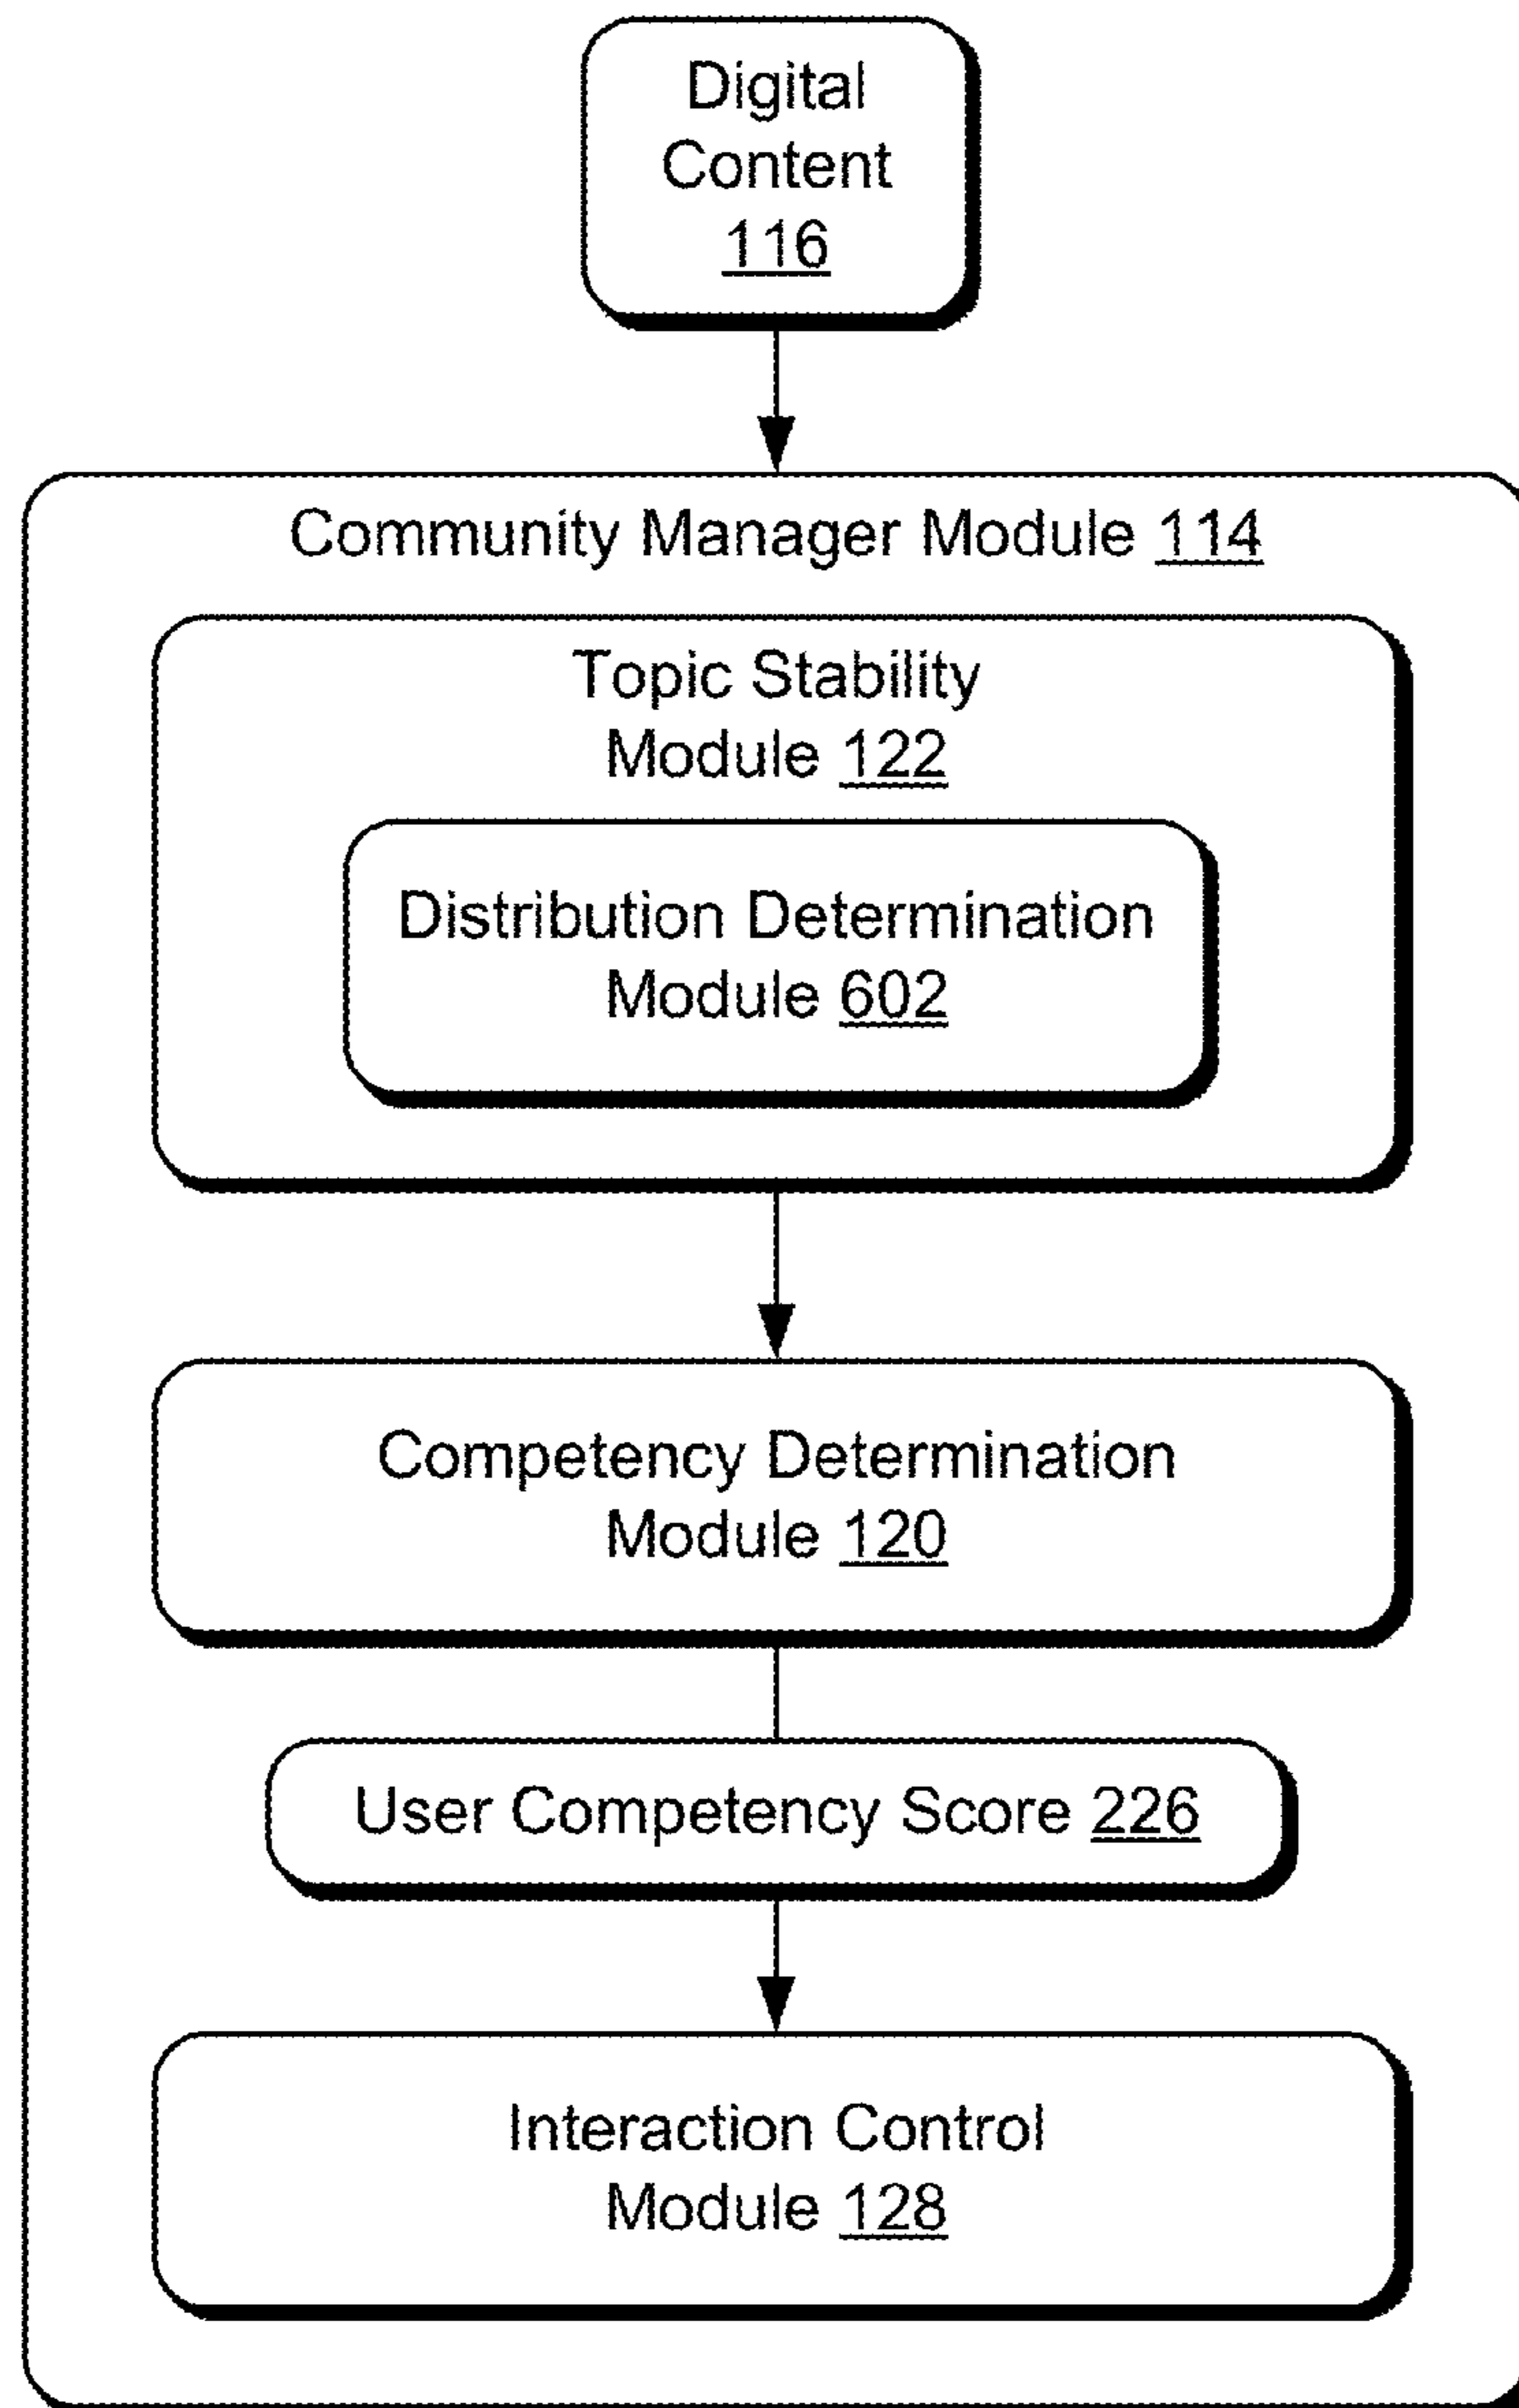 Digital
Content
116
Community Manager Module 114
Topic Stability
Module 122
Distribution Determination
Module 602
Competency Determination
Module 120
User Competency Score 226
Interaction Control
Module 128